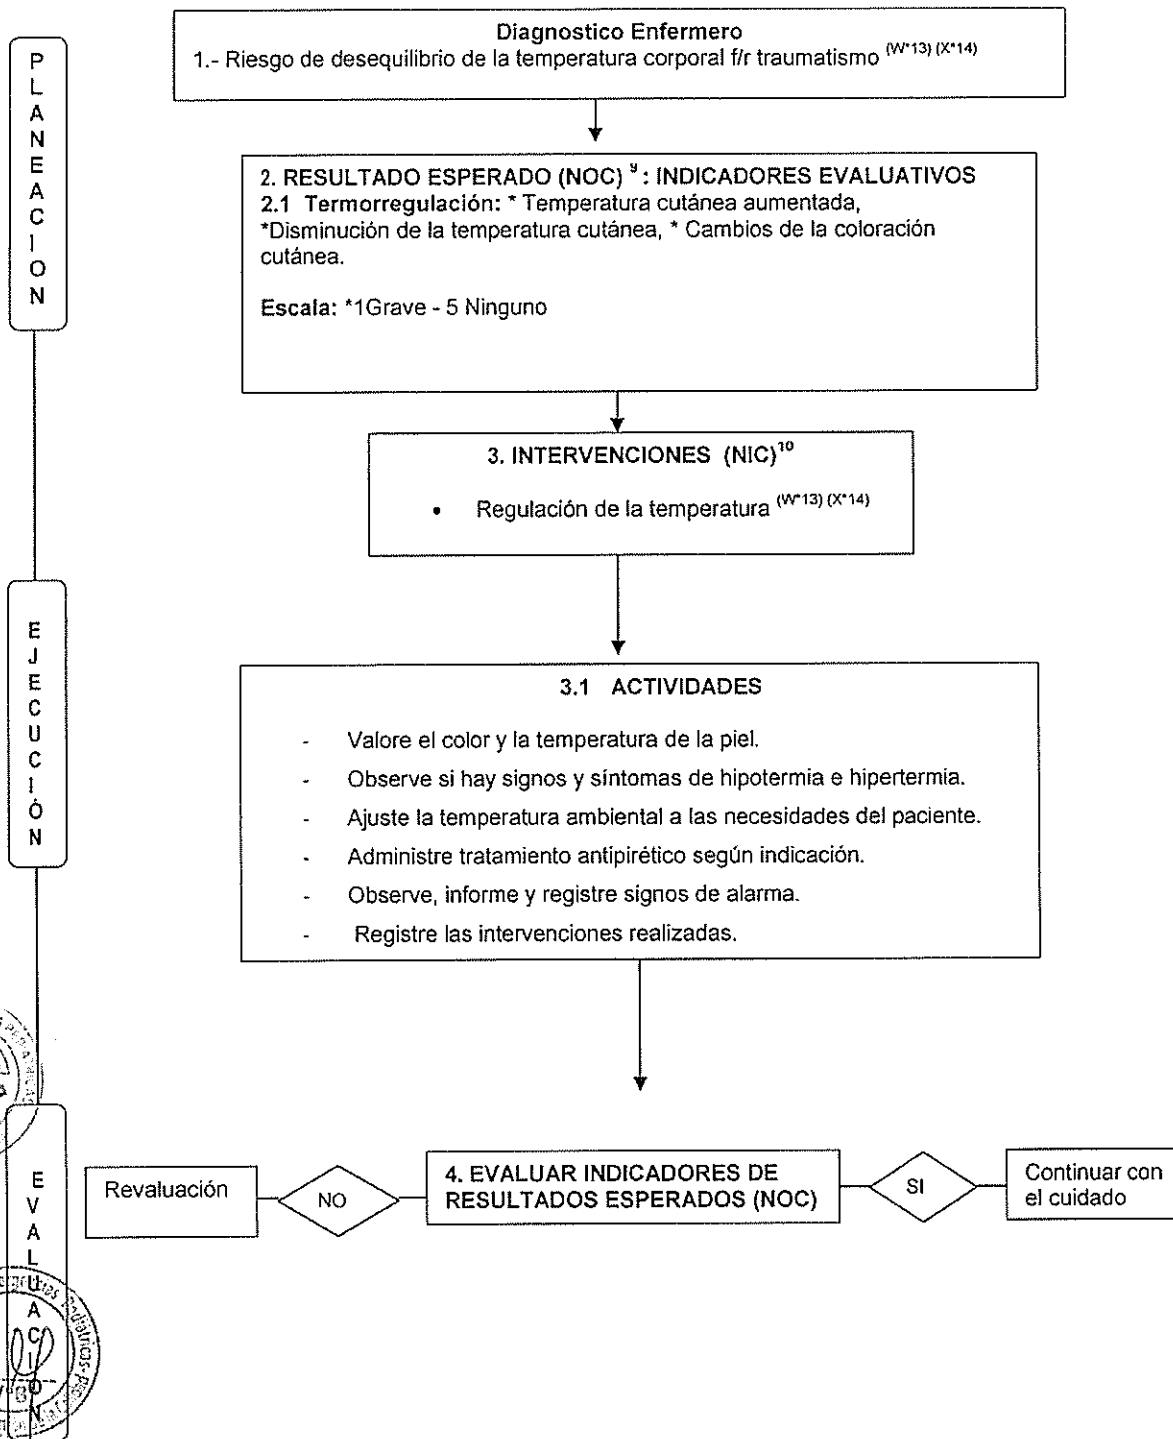 PLANEACION
Diagnostico Enfermero
1.- Riesgo de desequilibrio de la temperatura corporal f/r traumatismo (W*13) (X*14)
2. RESULTADO ESPERADO (NOC) 9 : INDICADORES EVALUATIVOS
2.1 Termorregulación: * Temperatura cutánea aumentada,
*Disminución de la temperatura cutánea, * Cambios de la coloración
cutánea.
Escala: *1Grave - 5 Ninguno
3. INTERVENCIONES (NIC)10
• Regulación de la temperatura (W*13) (X*14)
EJECUCIÓN
3.1 ACTIVIDADES
- Valore el color y la temperatura de la piel.
- Observe si hay signos y síntomas de hipotermia e hipertermia.
- Ajuste la temperatura ambiental a las necesidades del paciente.
- Administre tratamiento antipirético según indicación.
- Observe, informe y registre signos de alarma.
- Registre las intervenciones realizadas.
EVALUACION
Revaluación
NO
4. EVALUAR INDICADORES DE
RESULTADOS ESPERADOS (NOC)
SI
Continuar con
el cuidado
Pediátricas